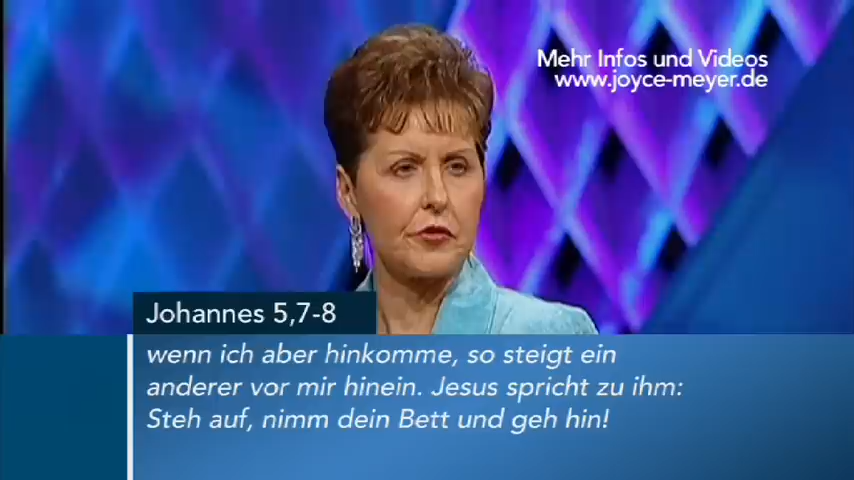 Mehr Infos und Videos
www.joyce-meyer.de
Johannes 5,7-8
wenn ich aber hinkomme, so steigt ein
anderer vor mir hinein. Jesus spricht zu ihm:
Steh auf, nimm dein Bett und geh hin!